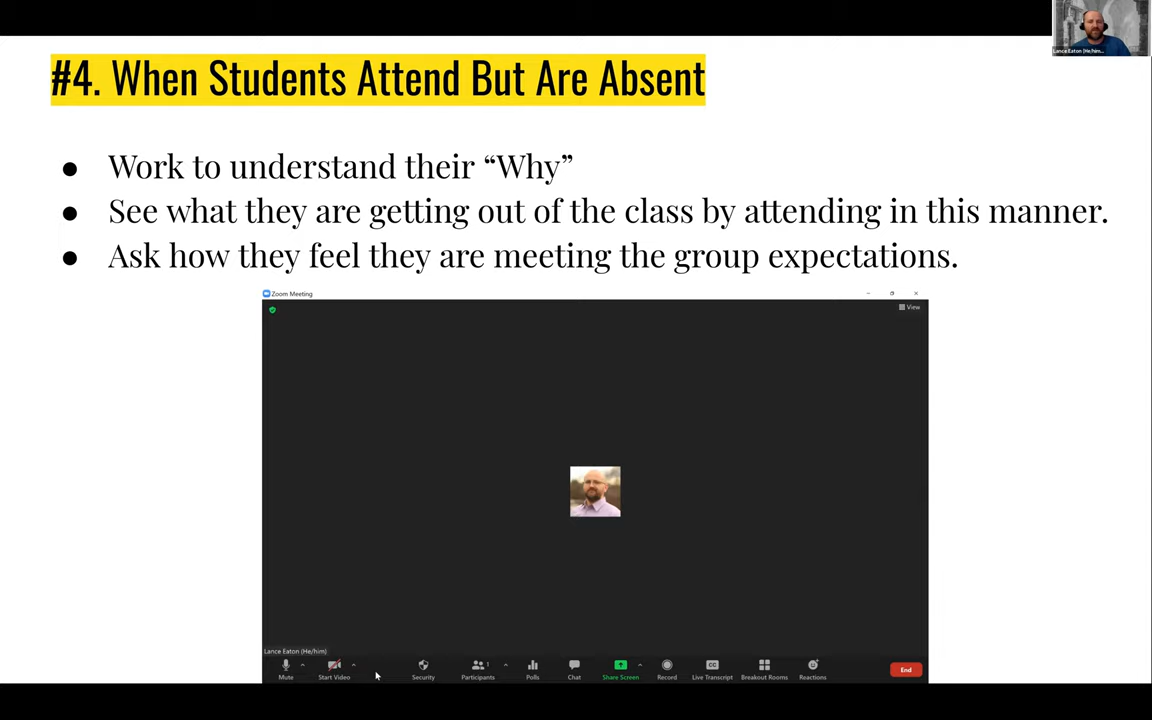 Lance Eaton (He/him...
#4. When Students Attend But Are Absent
● Work to understand their “Why”
● See what they are getting out of the class by attending in this manner.
● Ask how they feel they are meeting the group expectations.
Zoom Meeting
View
Lance Eaton (He/him)
1
Mute Start Video Security Participants Polls Chat Share Screen Record Live Transcript Breakout Rooms Reactions End